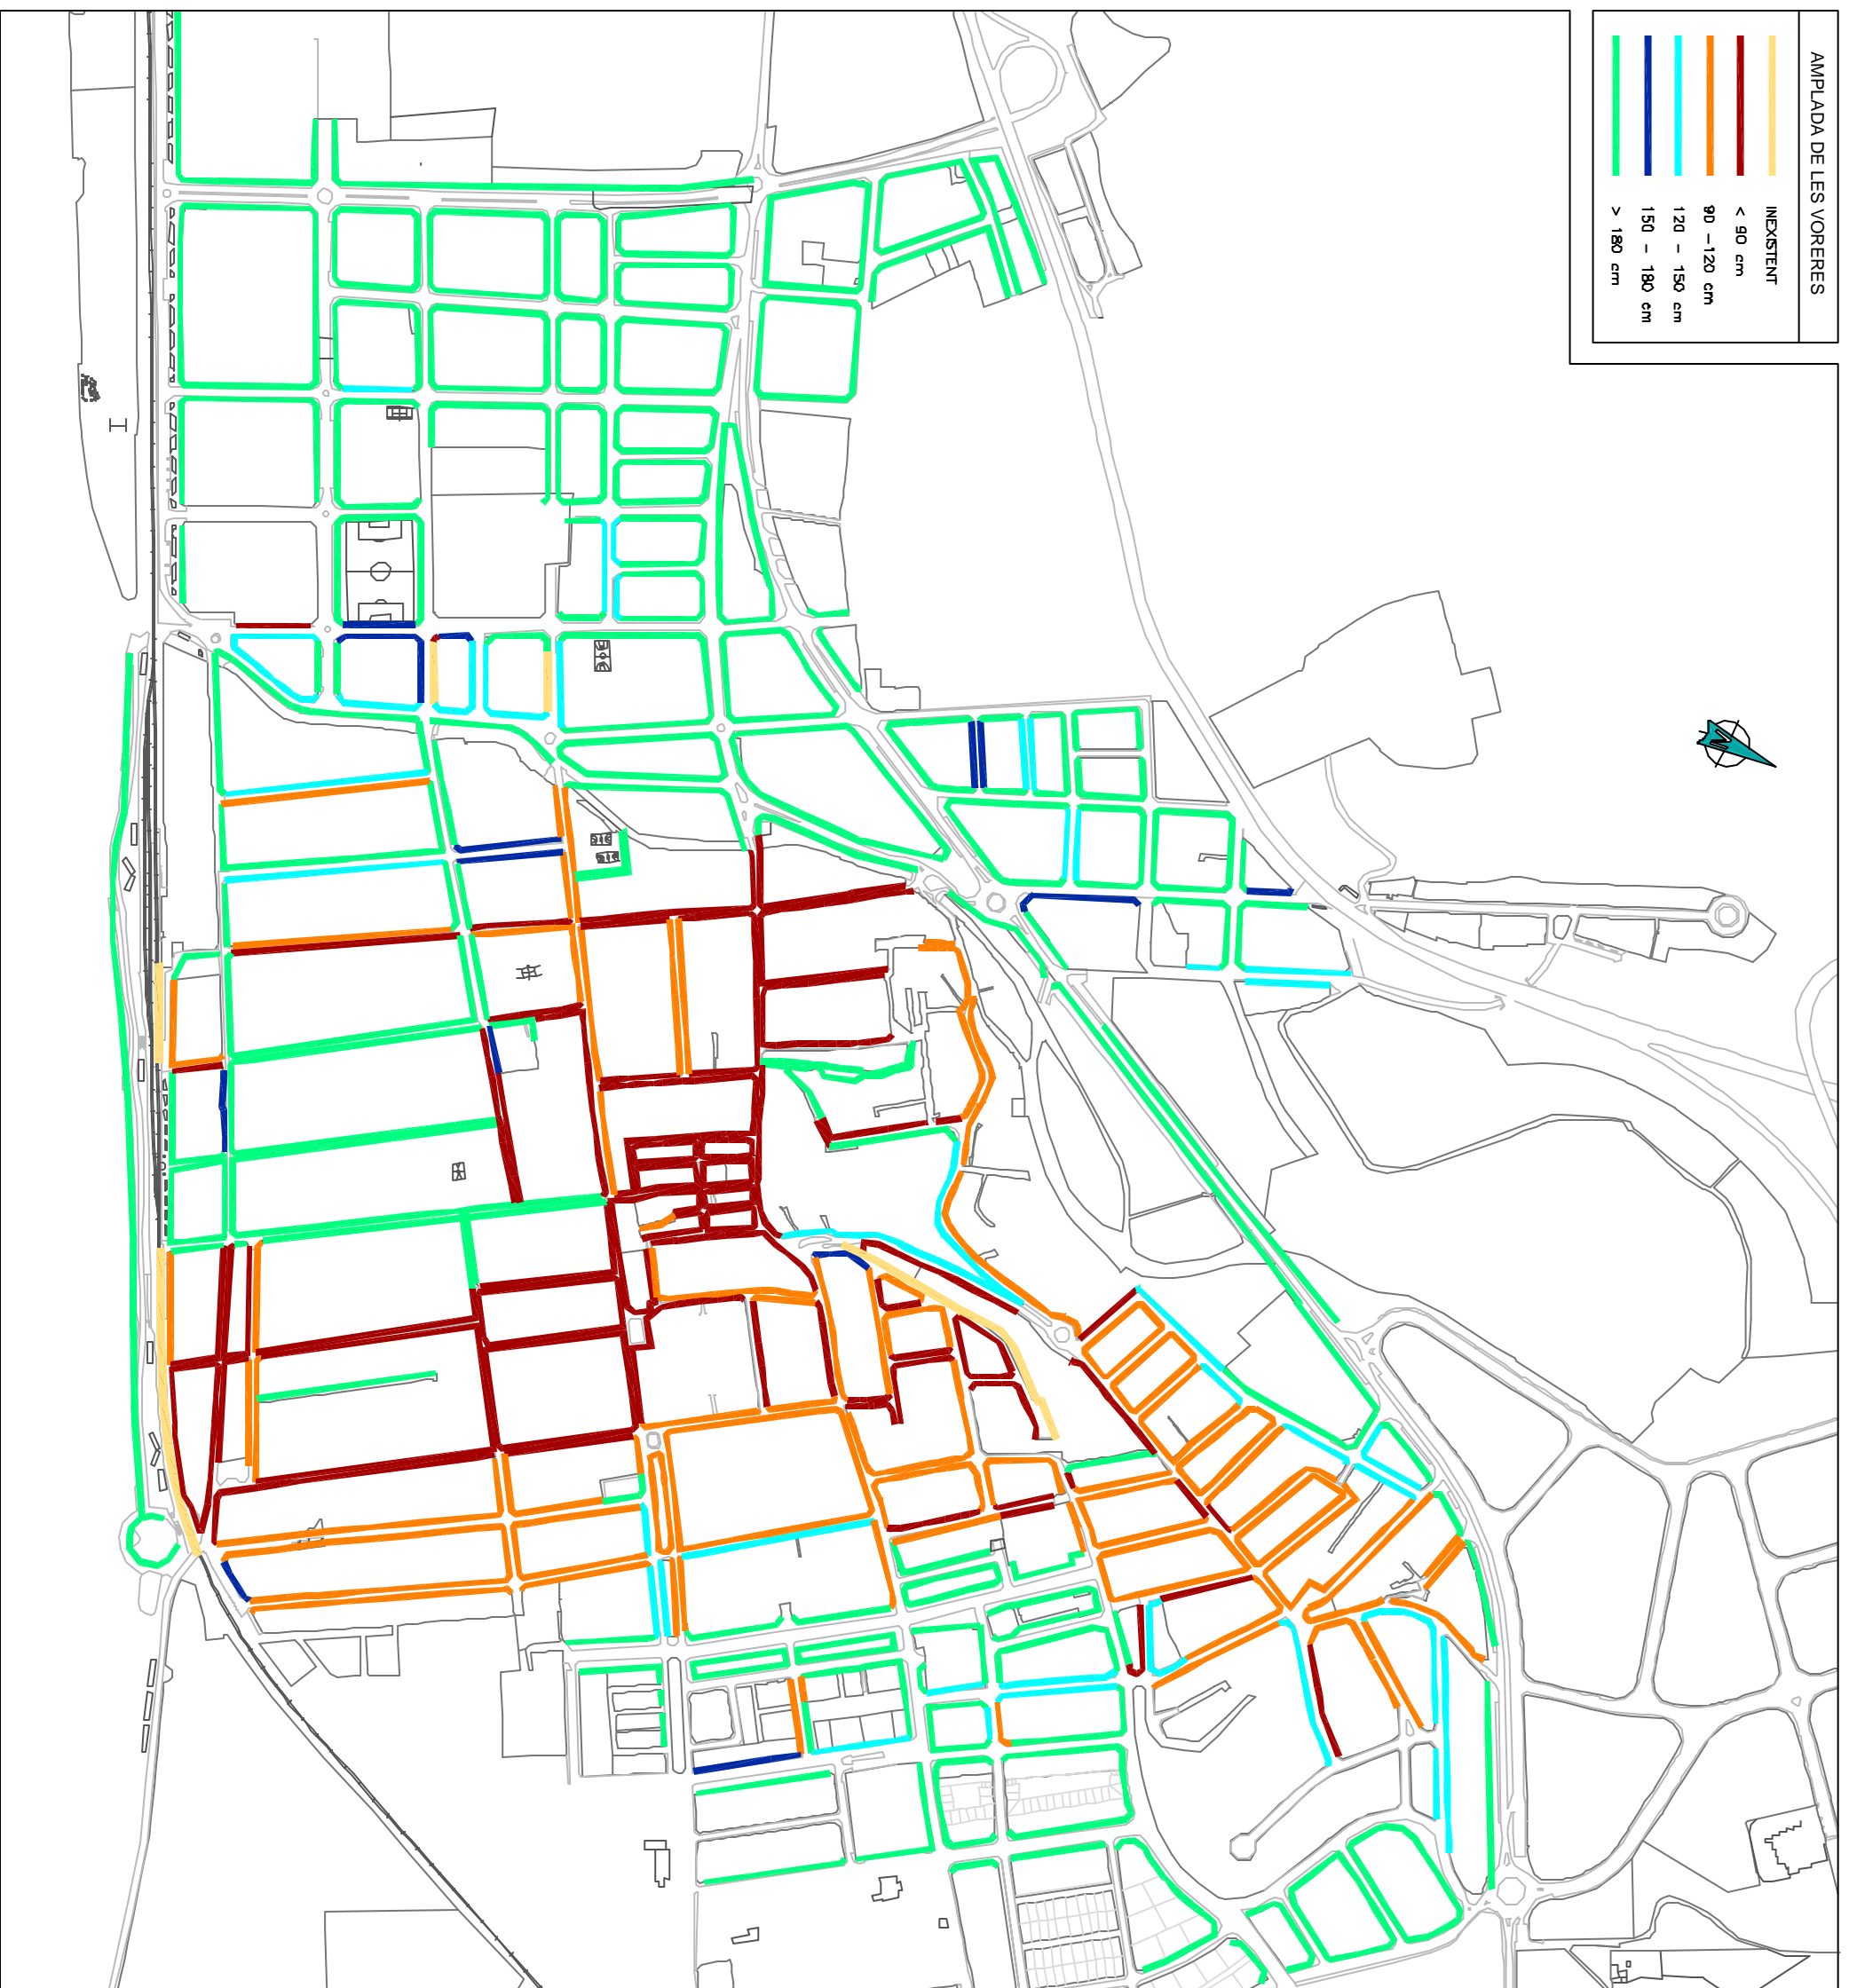 AMPLADA DE LES VORERES
INEXISTENT
< 90 cm
90 -120 cm
120 - 150 cm
150 - 180 cm
> 180 cm
N